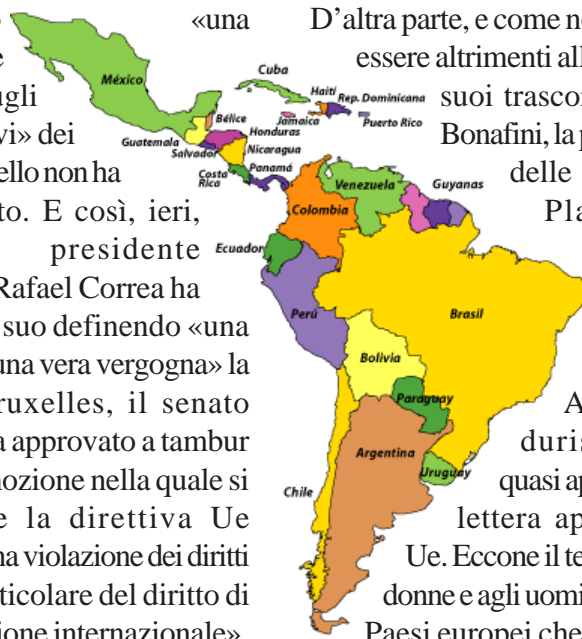 «una
e
ugli
vi» dei
ello non ha
to. E così, ieri,
presidente
Rafael Correa ha
suo definendo «una
una vera vergogna» la
ruxelles, il senato
a approvato a tambur
mozione nella quale si
e la direttiva Ue
na violazione dei diritti
ticolare del diritto di
ione internazionale»
México
Cuba
Haití
Rep. Dominicana
Jamaica
Puerto Rico
Bélice
Honduras
Guatemala
Salvador
Nicaragua
Costa
Rica
Panamá
Venezuela
Guyanas
Colombia
Ecuador
Perú
Brasil
Bolivia
Paraguay
Argentina
Uruguay
Chile
D’altra parte, e come no
essere altrimenti all
suoi trascor
Bonafini, la p
delle
Pla
A
duris
quasi ap
lettera ap
Ue. Eccone il te
donne e agli uomi
Paesi europei che